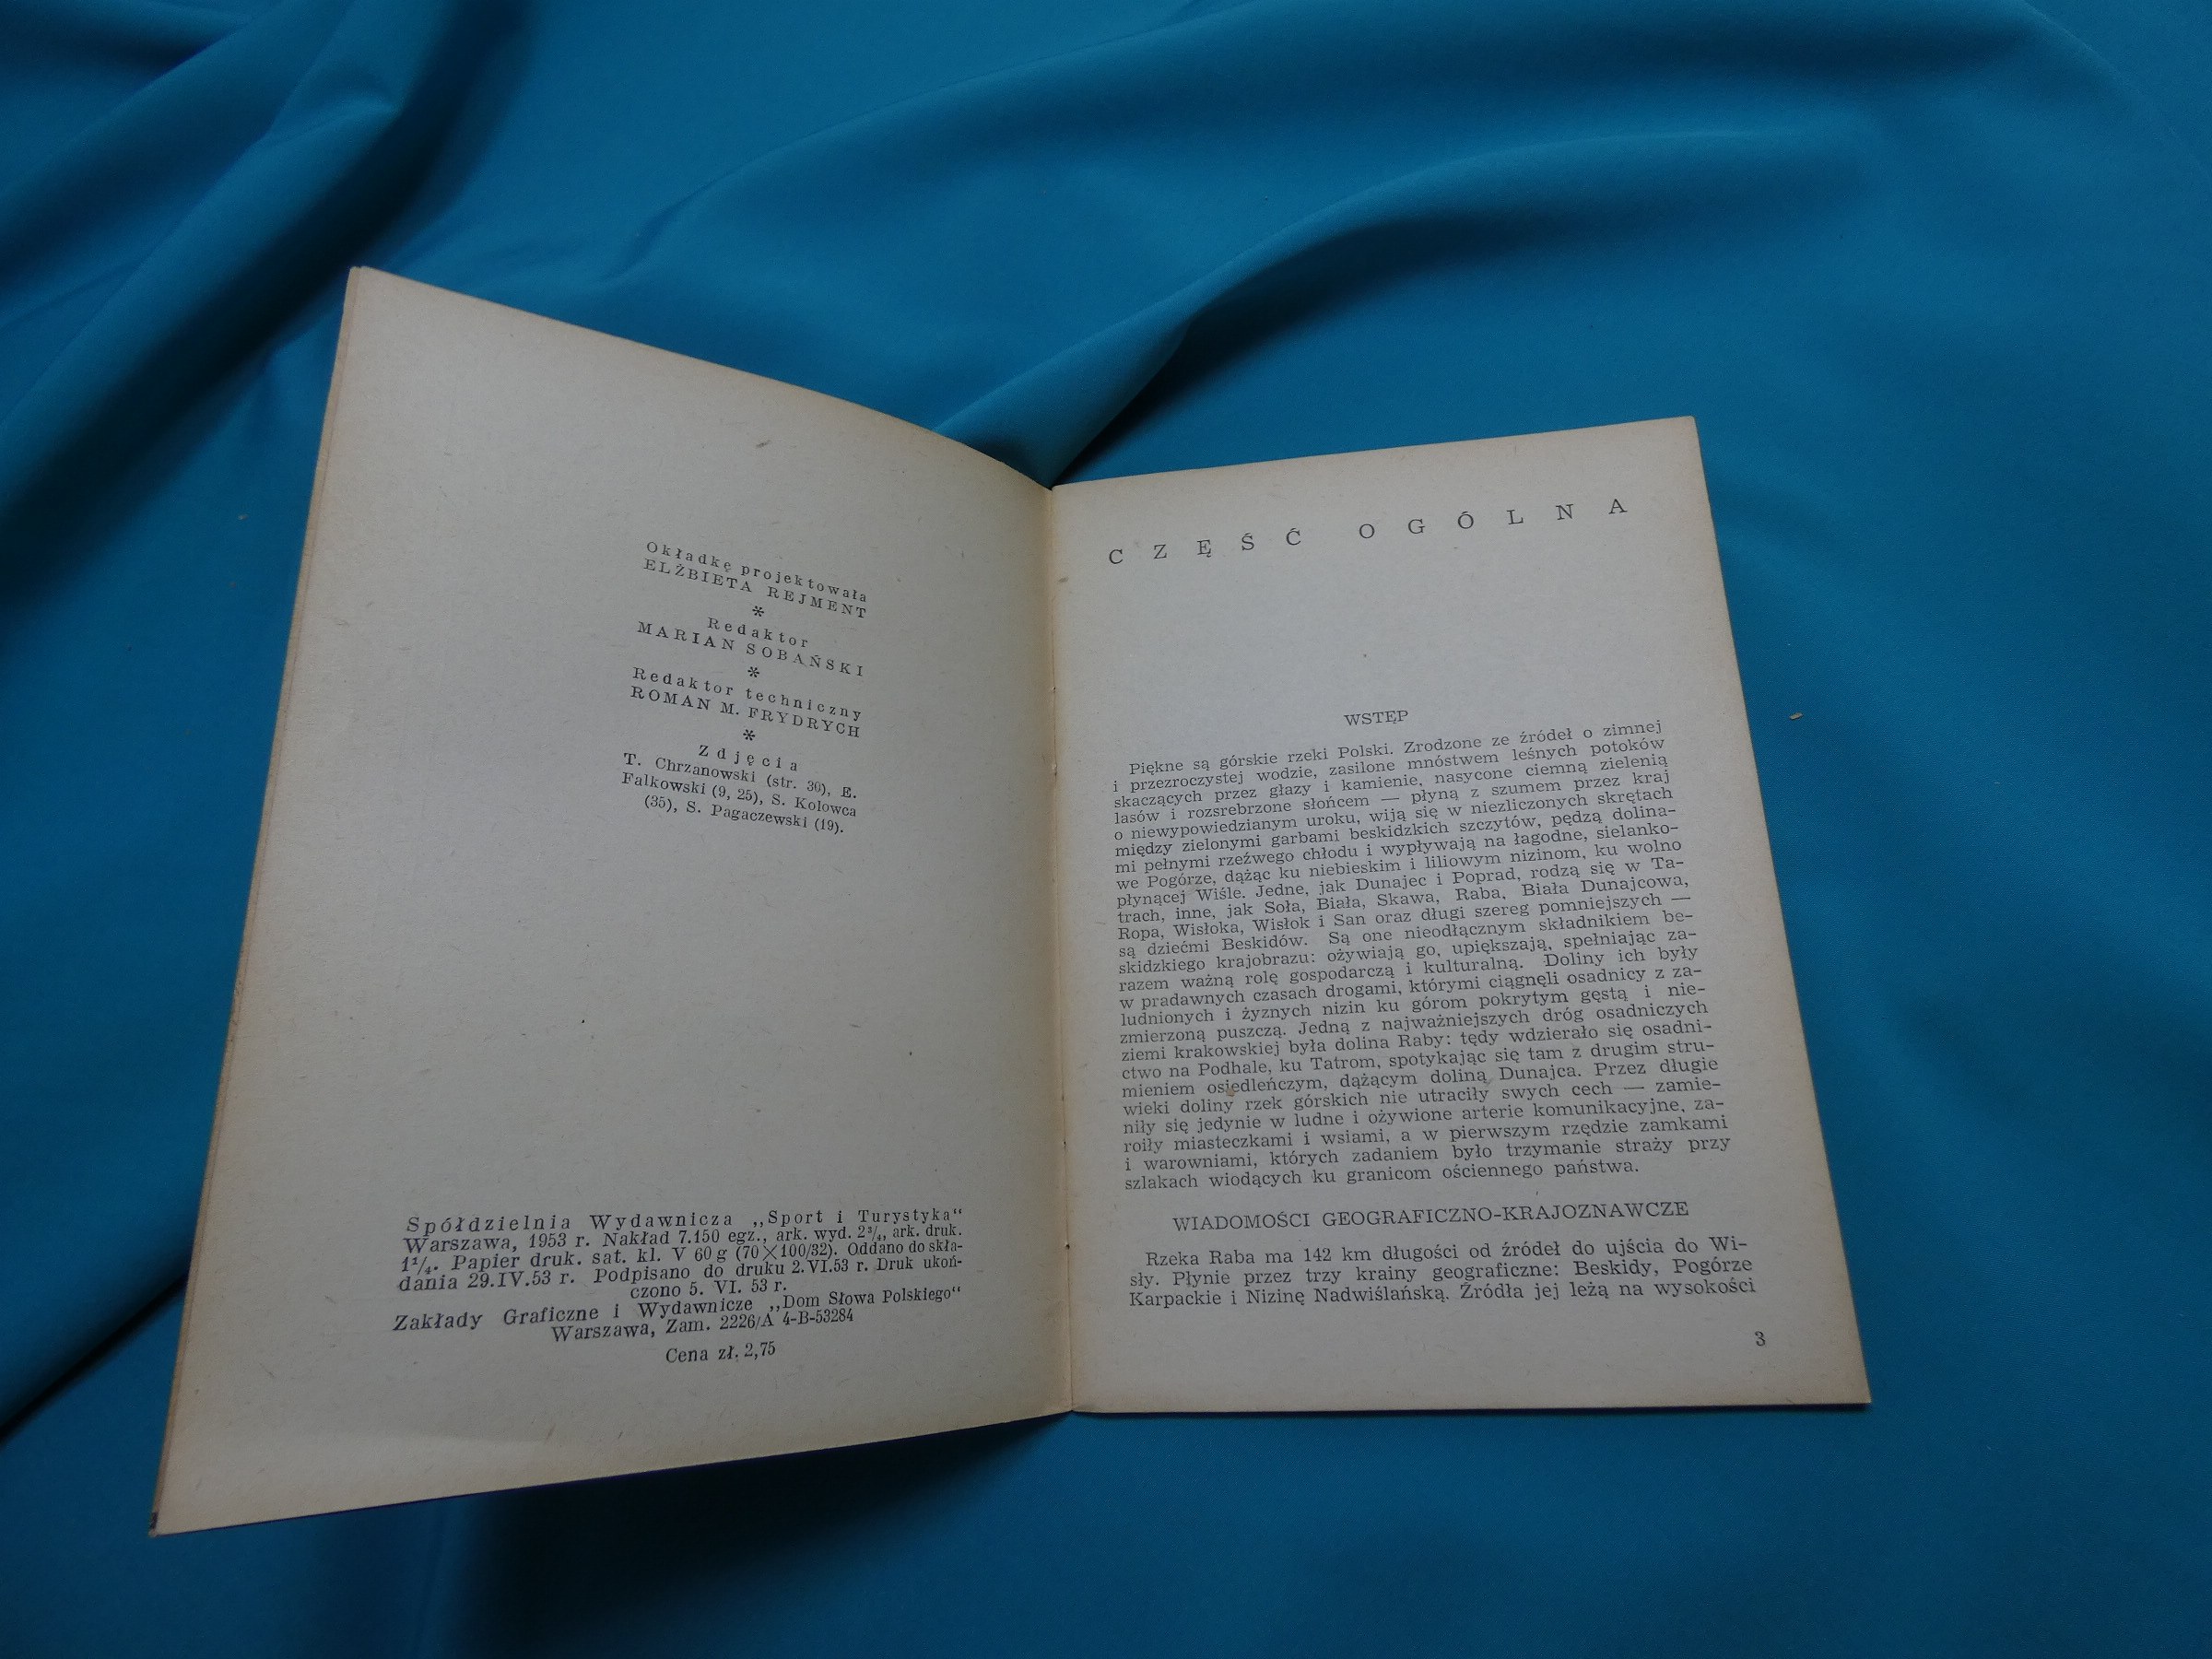 Okładkę projektowała
ELŻBIETA REJMENT
*
Redaktor
MARIAN SOBAŃSKI
*
Redaktor techniczny
ROMAN M. FRYDRYCH
*
Zdjęcia
T. Chrzanowski (str. 30), E.
Falkowski (9, 25), S. Kolowca
(35), S. Pagaczewski (19).
Spółdzielnia Wydawnicza „Sport i Turystyka"
Warszawa, 1953 r. Nakład 7.150 egz., ark. wyd. 2³/₄, ark. druk.
1¹/₄. Papier druk. sat. kl. V 60 g (70×100/32). Oddano do skła-
dania 29.IV.53 r. Podpisano do druku 2.VI.53 r. Druk ukoń-
czono 5. VI. 53 r.
Zakłady Graficzne i Wydawnicze „Dom Słowa Polskiego"
Warszawa, Zam. 2226/A 4-B-53284
Cena zł. 2,75
CZĘŚĆ OGÓLNA
WSTĘP
Piękne są górskie rzeki Polski. Zrodzone ze źródeł o zimnej
i przezroczystej wodzie, zasilone mnóstwem leśnych potoków
skaczących przez głazy i kamienie, nasycone ciemną zielenią
lasów i rozsrebrzone słońcem — płyną z szumem przez kraj
o niewypowiedzianym uroku, wiją się w niezliczonych skrętach
między zielonymi garbami beskidzkich szczytów, pędzą dolina-
mi pełnymi rzeźwego chłodu i wypływają na łagodne, sielanko-
we Pogórze, dążąc ku niebieskim i liliowym nizinom, ku wolno
płynącej Wiśle. Jedne, jak Dunajec i Poprad, rodzą się w Ta-
trach, inne, jak Soła, Biała, Skawa, Raba, Biała Dunajcowa,
Ropa, Wisłoka, Wisłok i San oraz długi szereg pomniejszych —
są dziećmi Beskidów. Są one nieodłącznym składnikiem be-
skidzkiego krajobrazu: ożywiają go, upiększają, spełniając za-
razem ważną rolę gospodarczą i kulturalną. Doliny ich były
w pradawnych czasach drogami, którymi ciągnęli osadnicy z za-
ludnionych i żyznych nizin ku górom pokrytym gęstą i nie-
zmierzoną puszczą. Jedną z najważniejszych dróg osadniczych
ziemi krakowskiej była dolina Raby: tędy wdzierało się osadni-
ctwo na Podhale, ku Tatrom, spotykając się tam z drugim stru-
mieniem osiedleńczym, dążącym doliną Dunajca. Przez długie
wieki doliny rzek górskich nie utraciły swych cech — zamie-
niły się jedynie w ludne i ożywione arterie komunikacyjne, za-
roiły miasteczkami i wsiami, a w pierwszym rzędzie zamkami
i warowniami, których zadaniem było trzymanie straży przy
szlakach wiodących ku granicom ościennego państwa.
WIADOMOŚCI GEOGRAFICZNO-KRAJOZNAWCZE
Rzeka Raba ma 142 km długości od źródeł do ujścia do Wi-
sły. Płynie przez trzy krainy geograficzne: Beskidy, Pogórze
Karpackie i Nizinę Nadwiślańską. Źródła jej leżą na wysokości
3